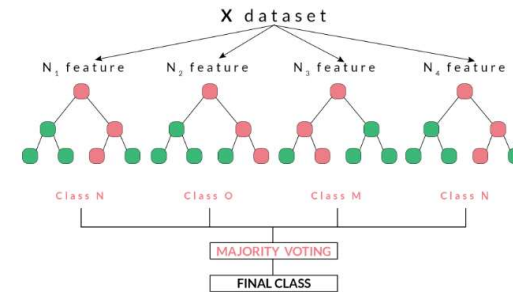 X dataset
N₁ feature N₂ feature N₃ feature N₄ feature
Class N Class O Class M Class N
MAJORITY VOTING
FINAL CLASS